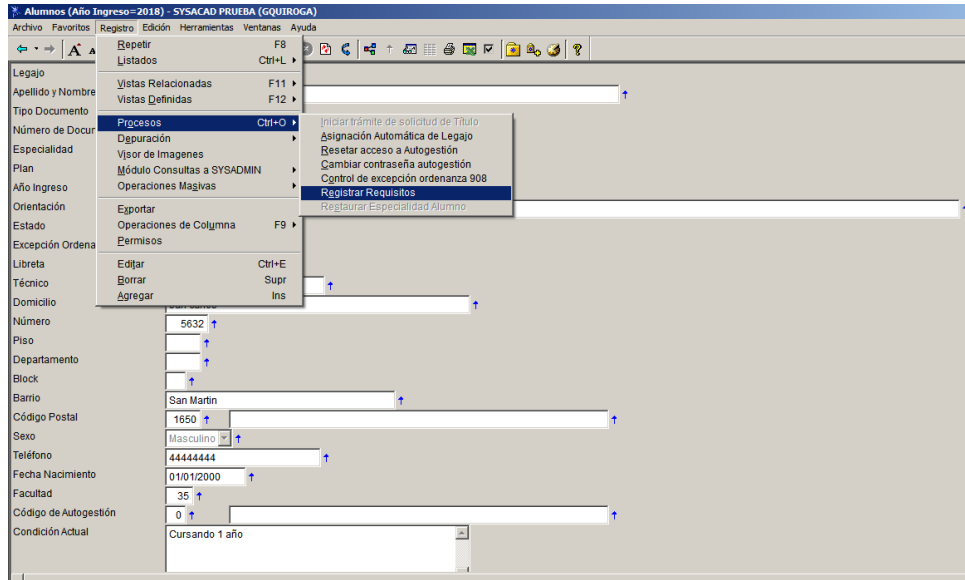 Alumnos (Año Ingreso=2018) - SYSACAD PRUEBA (GQUIROGA)
Archivo Favoritos Registro Edición Herramientas Ventanas Ayuda
Repetir F8
Listados Ctrl+L
Vistas Relacionadas F11
Vistas Definidas F12
Procesos Ctrl+O
Depuración
Visor de Imagenes
Módulo Consultas a SYSADMIN
Operaciones Masivas
Exportar
Operaciones de Columna F9
Permisos
Editar Ctrl+E
Borrar Supr
Agregar Ins
Iniciar trámite de solicitud de Título
Asignación Automática de Legajo
Resetar acceso a Autogestión
Cambiar contraseña autogestión
Control de excepción ordenanza 908
Registrar Requisitos
Restaurar Especialidad Alumno
Legajo
Apellido y Nombre
Tipo Documento
Número de Docur
Especialidad
Plan
Año Ingreso
Orientación
Estado
Excepción Ordena
Libreta
Técnico
Domicilio
Número 5632
Piso
Departamento
Block
Barrio San Martin
Código Postal 1650
Sexo Masculino
Teléfono 44444444
Fecha Nacimiento 01/01/2000
Facultad 35
Código de Autogestión 0
Condición Actual Cursando 1 año